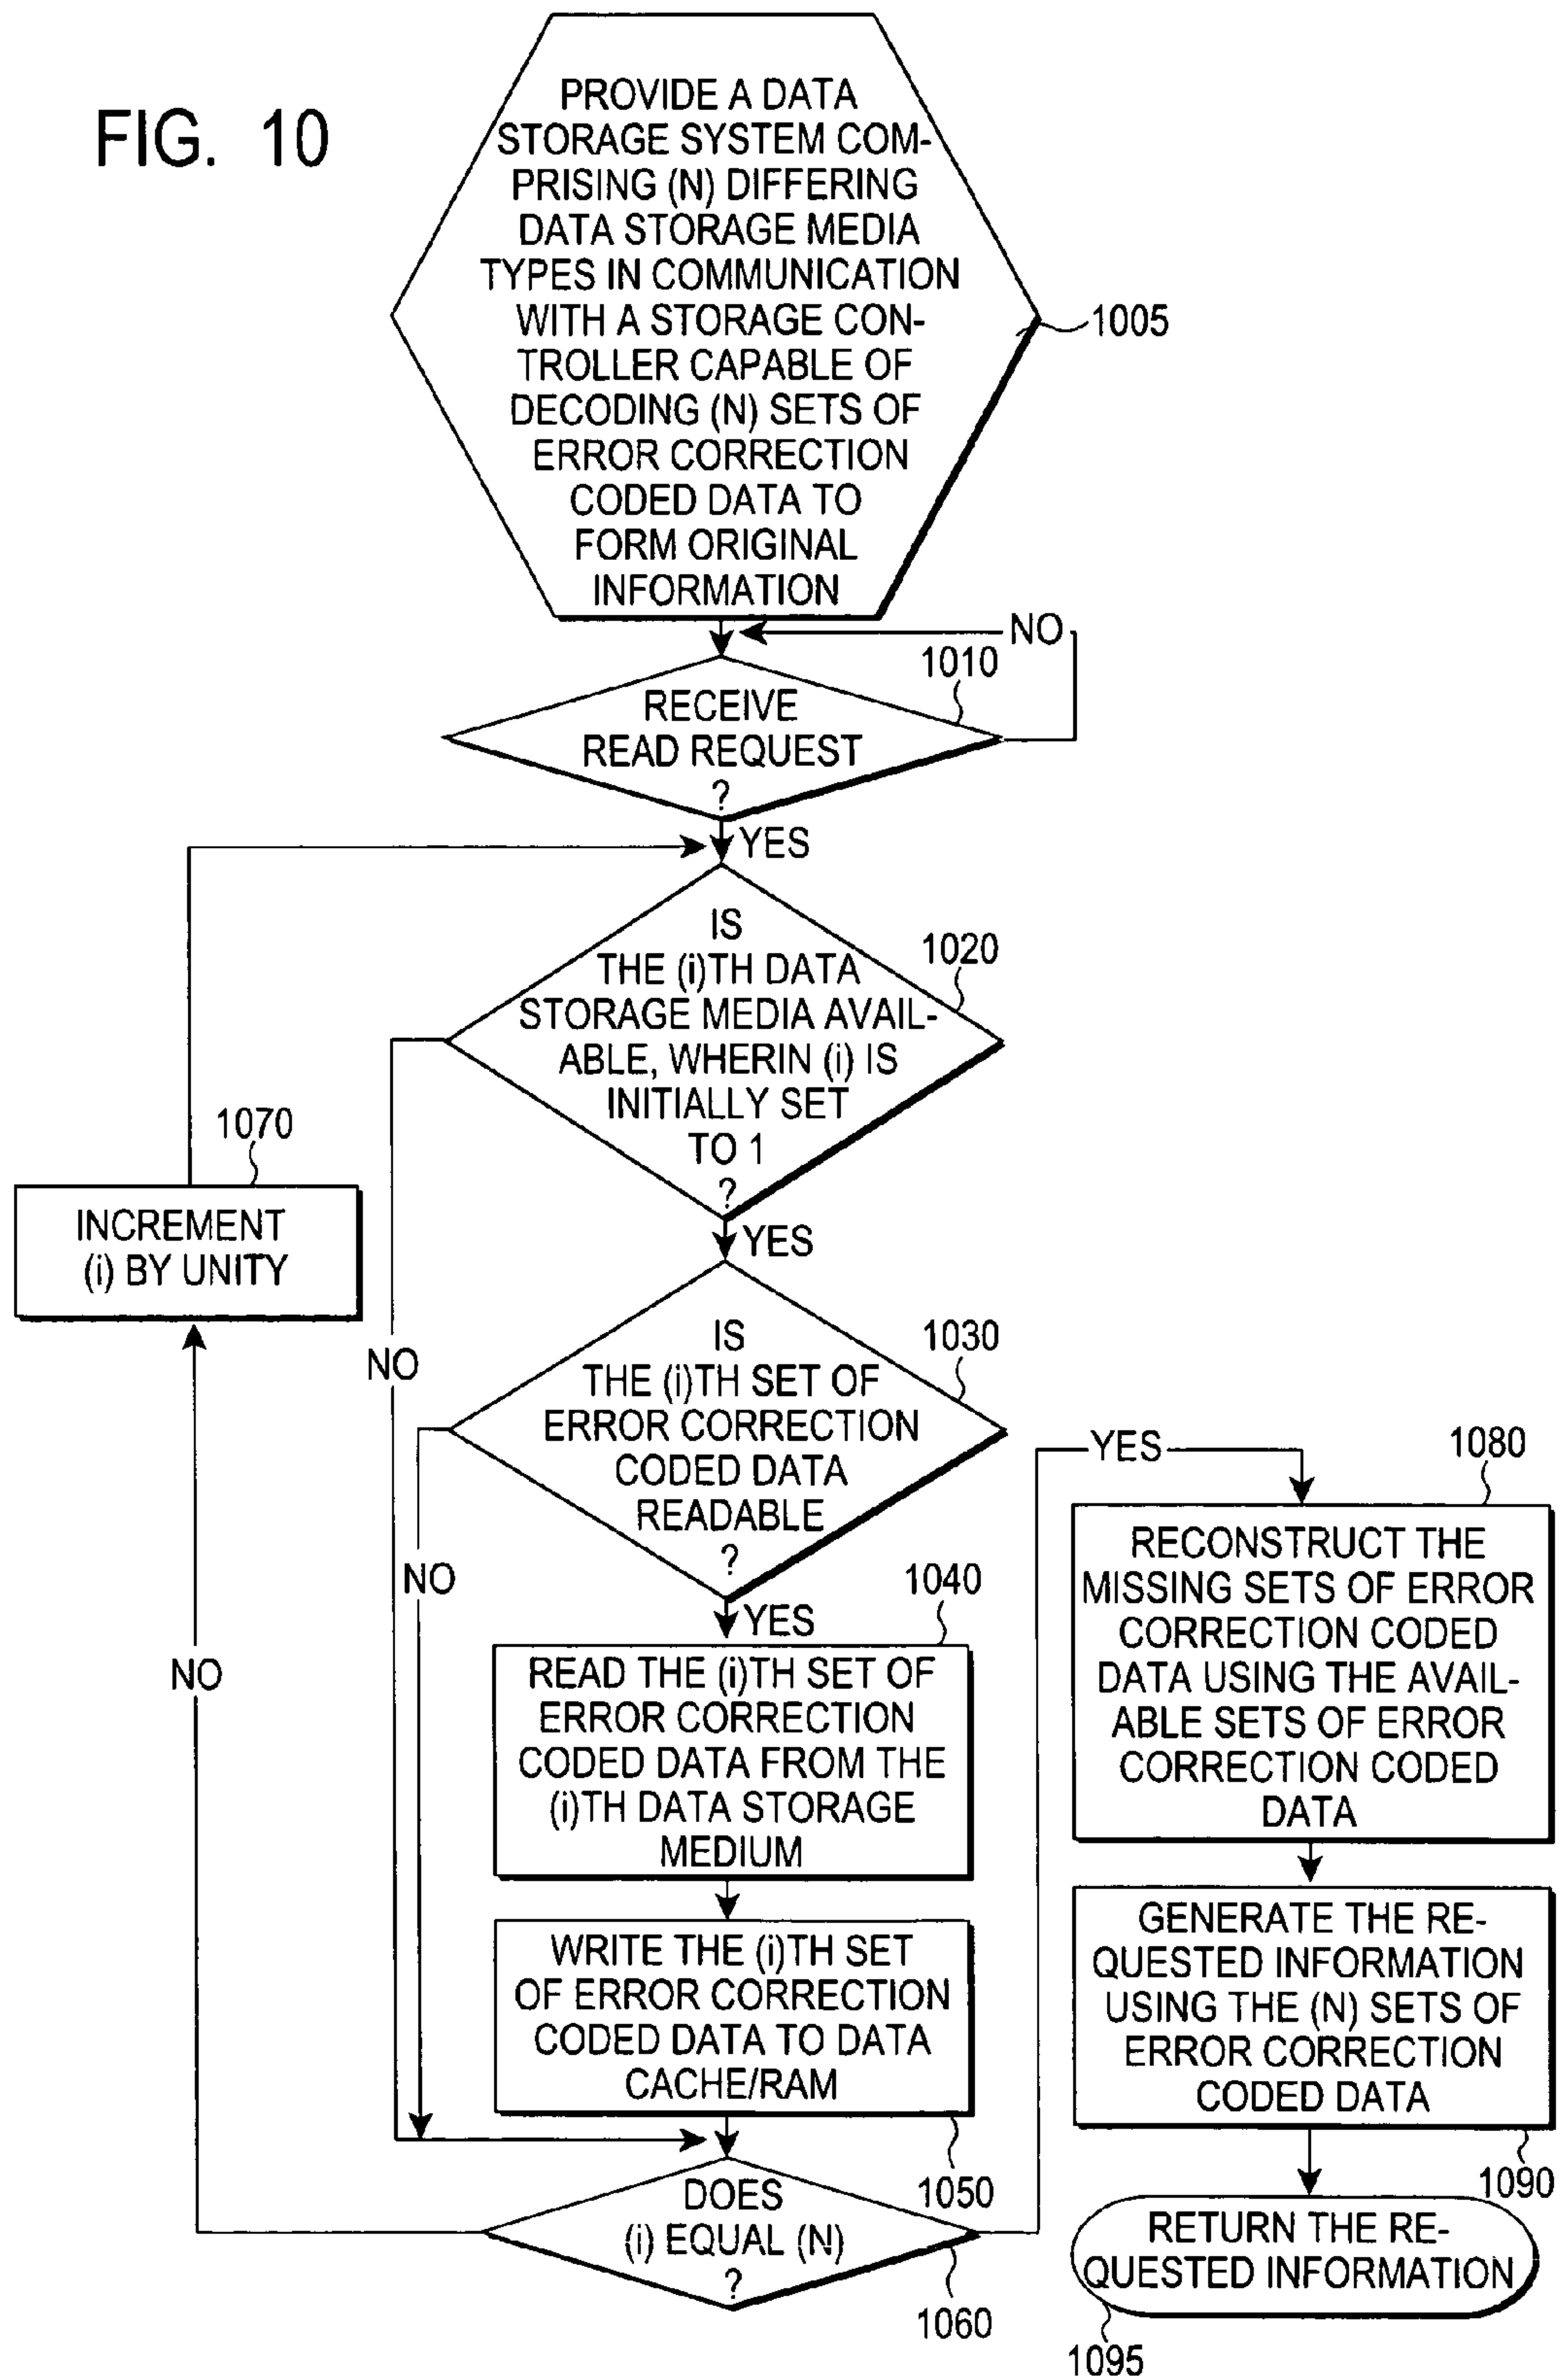 FIG. 10
PROVIDE A DATA
STORAGE SYSTEM COM-
PRISING (N) DIFFERING
DATA STORAGE MEDIA
TYPES IN COMMUNICATION
WITH A STORAGE CON-
TROLLER CAPABLE OF
DECODING (N) SETS OF
ERROR CORRECTION
CODED DATA TO
FORM ORIGINAL
INFORMATION
1005
NO
1010
RECEIVE
READ REQUEST
?
YES
IS
THE (i)TH DATA
STORAGE MEDIA AVAIL-
ABLE, WHERIN (i) IS
INITIALLY SET
TO 1
?
1020
YES
1070
INCREMENT
(i) BY UNITY
NO
IS
THE (i)TH SET OF
ERROR CORRECTION
CODED DATA
READABLE
?
1030
NO
YES
1040
READ THE (i)TH SET OF
ERROR CORRECTION
CODED DATA FROM THE
(i)TH DATA STORAGE
MEDIUM
WRITE THE (i)TH SET
OF ERROR CORRECTION
CODED DATA TO DATA
CACHE/RAM
1050
NO
DOES
(i) EQUAL (N)
?
1060
YES
1080
RECONSTRUCT THE
MISSING SETS OF ERROR
CORRECTION CODED
DATA USING THE AVAIL-
ABLE SETS OF ERROR
CORRECTION CODED
DATA
GENERATE THE RE-
QUESTED INFORMATION
USING THE (N) SETS OF
ERROR CORRECTION
CODED DATA
1090
RETURN THE RE-
QUESTED INFORMATION
1095